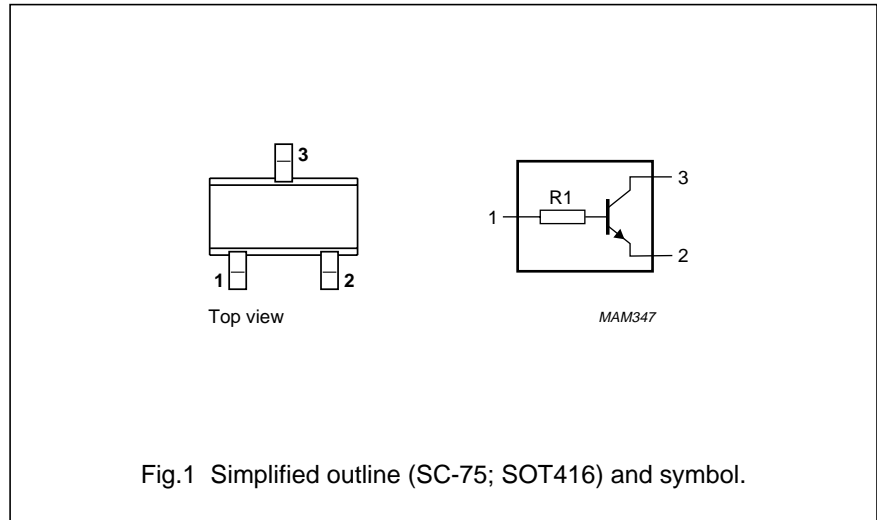 3
1
2
Top view
R1
1
3
2
MAM347
Fig.1 Simplified outline (SC-75; SOT416) and symbol.